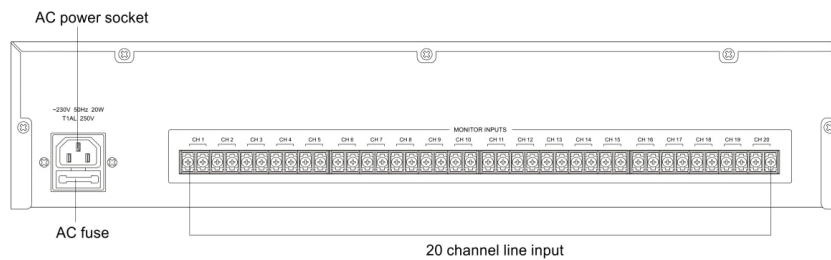 AC power socket
~230V 50Hz 20W
T1AL 250V
MONITOR INPUTS
CH 1 CH 2 CH 3 CH 4 CH 5 CH 6 CH 7 CH 8 CH 9 CH 10 CH 11 CH 12 CH 13 CH 14 CH 15 CH 16 CH 17 CH 18 CH 19 CH 20
AC fuse
20 channel line input